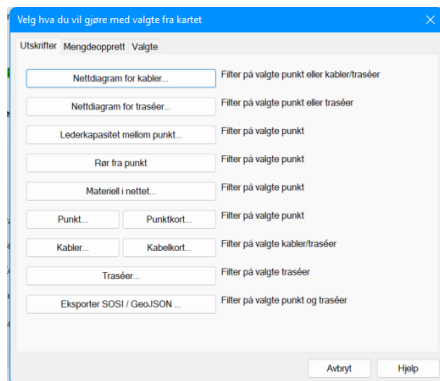 Velg hva du vil gjøre med valgte fra kartet
Utskrifter Mengdeopprett Valgte
Nettdiagram for kabler... Filter på valgte punkt eller kabler/traséer
Nettdiagram for traséer... Filter på valgte punkt eller traséer
Lederkapasitet mellom punkt... Filter på valgte punkt
Rør fra punkt Filter på valgte punkt
Materiell i nettet... Filter på valgte punkt
Punkt... Punktkort... Filter på valgte punkt
Kabler... Kabelkort... Filter på valgte kabler/traséer
Traséer... Filter på valgte traséer
Eksporter SOSI / GeoJSON ... Filter på valgte punkt og traséer
Avbryt Hjelp